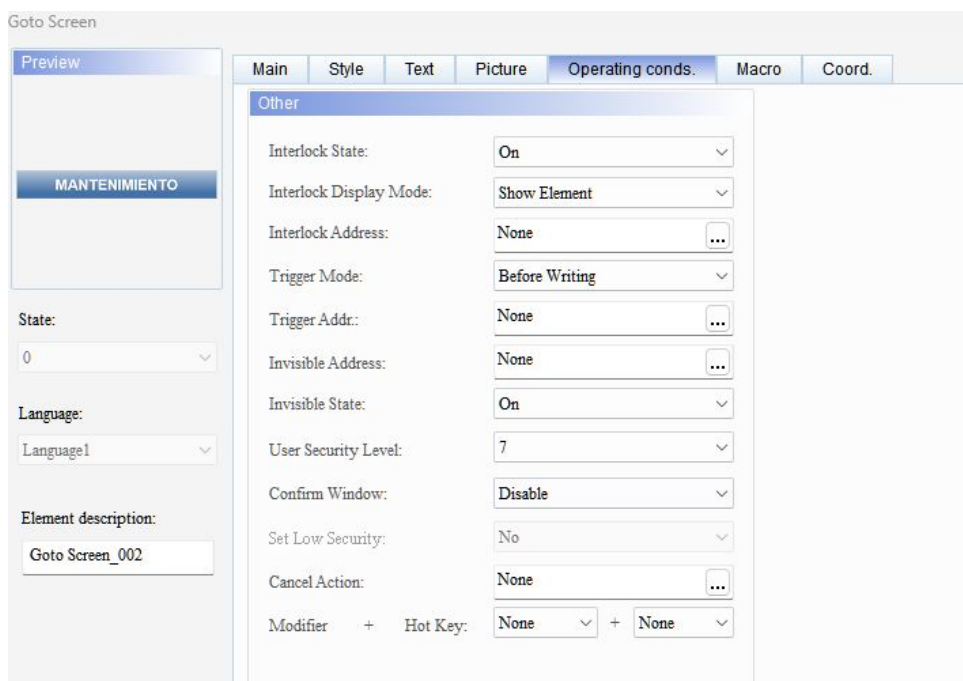 Goto Screen
Preview
MANTENIMIENTO
State:
0
Language:
Language1
Element description:
Goto Screen_002
Main Style Text Picture Operating conds. Macro Coord.
Other
Interlock State: On
Interlock Display Mode: Show Element
Interlock Address: None ...
Trigger Mode: Before Writing
Trigger Addr.: None ...
Invisible Address: None ...
Invisible State: On
User Security Level: 7
Confirm Window: Disable
Set Low Security: No
Cancel Action: None ...
Modifier + Hot Key: None + None